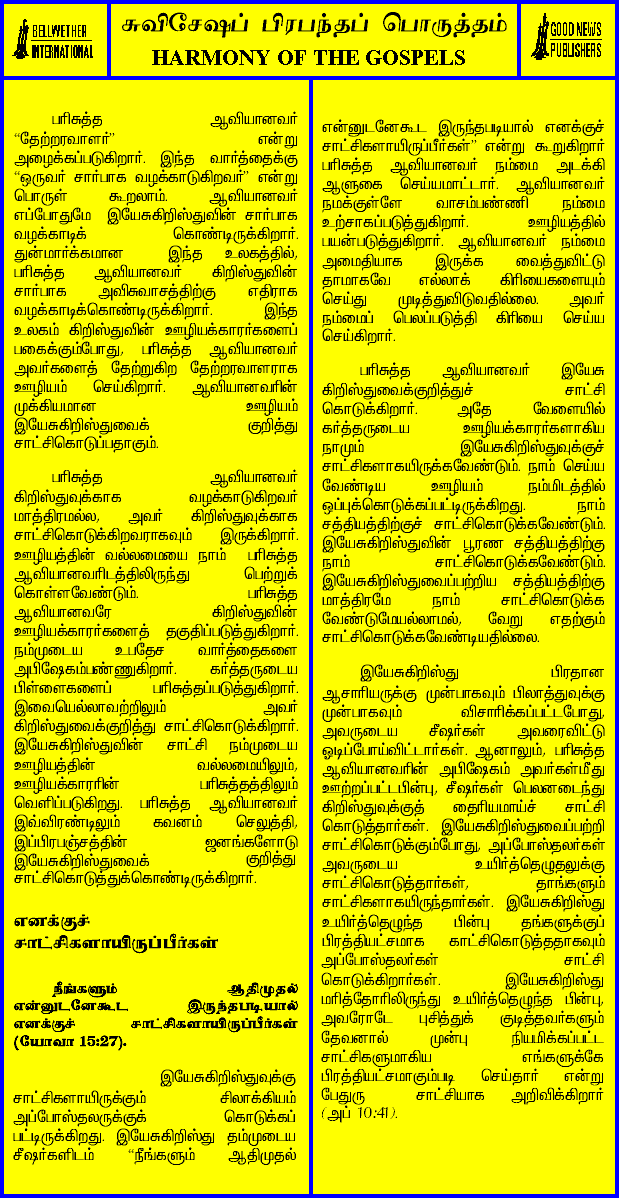 BELLWETHER
INTERNATIONAL
சுவிசேஷப் பிரபந்தப் பொருத்தம்
HARMONY OF THE GOSPELS
GOOD NEWS
PUBLISHERS
பரிசுத்த ஆவியானவர்
“தேற்றரவாளர்” என்று
அழைக்கப்படுகிறார். இந்த வார்த்தைக்கு
“ஒருவர் சார்பாக வழக்காடுகிறவர்” என்று
பொருள் கூறலாம். ஆவியானவர்
எப்போதுமே இயேசுகிறிஸ்துவின் சார்பாக
வழக்காடிக் கொண்டிருக்கிறார்.
துன்மார்க்கமான இந்த உலகத்தில்,
பரிசுத்த ஆவியானவர் கிறிஸ்துவின்
சார்பாக அவிசுவாசத்திற்கு எதிராக
வழக்காடிக்கொண்டிருக்கிறார். இந்த
உலகம் கிறிஸ்துவின் ஊழியக்காரர்களைப்
பகைக்கும்போது, பரிசுத்த ஆவியானவர்
அவர்களைத் தேற்றுகிற தேற்றரவாளராக
ஊழியம் செய்கிறார். ஆவியானவரின்
முக்கியமான ஊழியம்
இயேசுகிறிஸ்துவைக் குறித்து
சாட்சிகொடுப்பதாகும்.
பரிசுத்த ஆவியானவர்
கிறிஸ்துவுக்காக வழக்காடுகிறவர்
மாத்திரமல்ல, அவர் கிறிஸ்துவுக்காக
சாட்சிகொடுக்கிறவராகவும் இருக்கிறார்.
ஊழியத்தின் வல்லமையை நாம் பரிசுத்த
ஆவியானவரிடத்திலிருந்து பெற்றுக்
கொள்ளவேண்டும். பரிசுத்த
ஆவியானவரே கிறிஸ்துவின்
ஊழியக்காரர்களைத் தகுதிப்படுத்துகிறார்.
நம்முடைய உபதேச வார்த்தைகளை
அபிஷேகம்பண்ணுகிறார். கர்த்தருடைய
பிள்ளைகளைப் பரிசுத்தப்படுத்துகிறார்.
இவையெல்லாவற்றிலும் அவர்
கிறிஸ்துவைக்குறித்து சாட்சிகொடுக்கிறார்.
இயேசுகிறிஸ்துவின் சாட்சி நம்முடைய
ஊழியத்தின் வல்லமையிலும்,
ஊழியக்காரரின் பரிசுத்தத்திலும்
வெளிப்படுகிறது. பரிசுத்த ஆவியானவர்
இவ்விரண்டிலும் கவனம் செலுத்தி,
இப்பிரபஞ்சத்தின் ஜனங்களோடு
இயேசுகிறிஸ்துவைக் குறித்து
சாட்சிகொடுத்துக்கொண்டிருக்கிறார்.
எனக்குச்
சாட்சிகளாயிருப்பீர்கள்
நீங்களும் ஆதிமுதல்
என்னுடனேகூட இருந்தபடியால்
எனக்குச் சாட்சிகளாயிருப்பீர்கள்
(யோவா 15:27).
இயேசுகிறிஸ்துவுக்கு
சாட்சிகளாயிருக்கும் சிலாக்கியம்
அப்போஸ்தலருக்குக் கொடுக்கப்
பட்டிருக்கிறது. இயேசுகிறிஸ்து தம்முடைய
சீஷர்களிடம் “நீங்களும் ஆதிமுதல்
என்னுடனேகூட இருந்தபடியால் எனக்குச்
சாட்சிகளாயிருப்பீர்கள்” என்று கூறுகிறார்
பரிசுத்த ஆவியானவர் நம்மை அடக்கி
ஆளுகை செய்யமாட்டார். ஆவியானவர்
நமக்குள்ளே வாசம்பண்ணி நம்மை
உற்சாகப்படுத்துகிறார். ஊழியத்தில்
பயன்படுத்துகிறார். ஆவியானவர் நம்மை
அமைதியாக இருக்க வைத்துவிட்டு
தாமாகவே எல்லாக் கிரியைகளையும்
செய்து முடித்துவிடுவதில்லை. அவர்
நம்மைப் பெலப்படுத்தி கிரியை செய்ய
செய்கிறார்.
பரிசுத்த ஆவியானவர் இயேசு
கிறிஸ்துவைக்குறித்துச் சாட்சி
கொடுக்கிறார். அதே வேளையில்
கர்த்தருடைய ஊழியக்காரர்களாகிய
நாமும் இயேசுகிறிஸ்துவுக்குச்
சாட்சிகளாகயிருக்கவேண்டும். நாம் செய்ய
வேண்டிய ஊழியம் நம்மிடத்தில்
ஒப்புக்கொடுக்கப்பட்டிருக்கிறது. நாம்
சத்தியத்திற்குச் சாட்சிகொடுக்கவேண்டும்.
இயேசுகிறிஸ்துவின் பூரண சத்தியத்திற்கு
நாம் சாட்சிகொடுக்கவேண்டும்.
இயேசுகிறிஸ்துவைப்பற்றிய சத்தியத்திற்கு
மாத்திரமே நாம் சாட்சிகொடுக்க
வேண்டுமேயல்லாமல், வேறு எதற்கும்
சாட்சிகொடுக்கவேண்டியதில்லை.
இயேசுகிறிஸ்து பிரதான
ஆசாரியருக்கு முன்பாகவும் பிலாத்துவுக்கு
முன்பாகவும் விசாரிக்கப்பட்டபோது,
அவருடைய சீஷர்கள் அவரைவிட்டு
ஓடிப்போய்விட்டார்கள். ஆனாலும், பரிசுத்த
ஆவியானவரின் அபிஷேகம் அவர்கள்மீது
ஊற்றப்பட்டபின்பு, சீஷர்கள் பெலனடைந்து
கிறிஸ்துவுக்குத் தைரியமாய்ச் சாட்சி
கொடுத்தார்கள். இயேசுகிறிஸ்துவைப்பற்றி
சாட்சிகொடுக்கும்போது, அப்போஸ்தலர்கள்
அவருடைய உயிர்த்தெழுதலுக்கு
சாட்சிகொடுத்தார்கள், தாங்களும்
சாட்சிகளாகயிருந்தார்கள். இயேசுகிறிஸ்து
உயிர்த்தெழுந்த பின்பு தங்களுக்குப்
பிரத்தியட்சமாக காட்சிகொடுத்ததாகவும்
அப்போஸ்தலர்கள் சாட்சி
கொடுக்கிறார்கள். இயேசுகிறிஸ்து
மரித்தோரிலிருந்து உயிர்த்தெழுந்த பின்பு,
அவரோடே புசித்துக் குடித்தவர்களும்
தேவனால் முன்பு நியமிக்கப்பட்ட
சாட்சிகளுமாகிய எங்களுக்கே
பிரத்தியட்சமாகும்படி செய்தார் என்று
பேதுரு சாட்சியாக அறிவிக்கிறார்
(அப் 10:41).